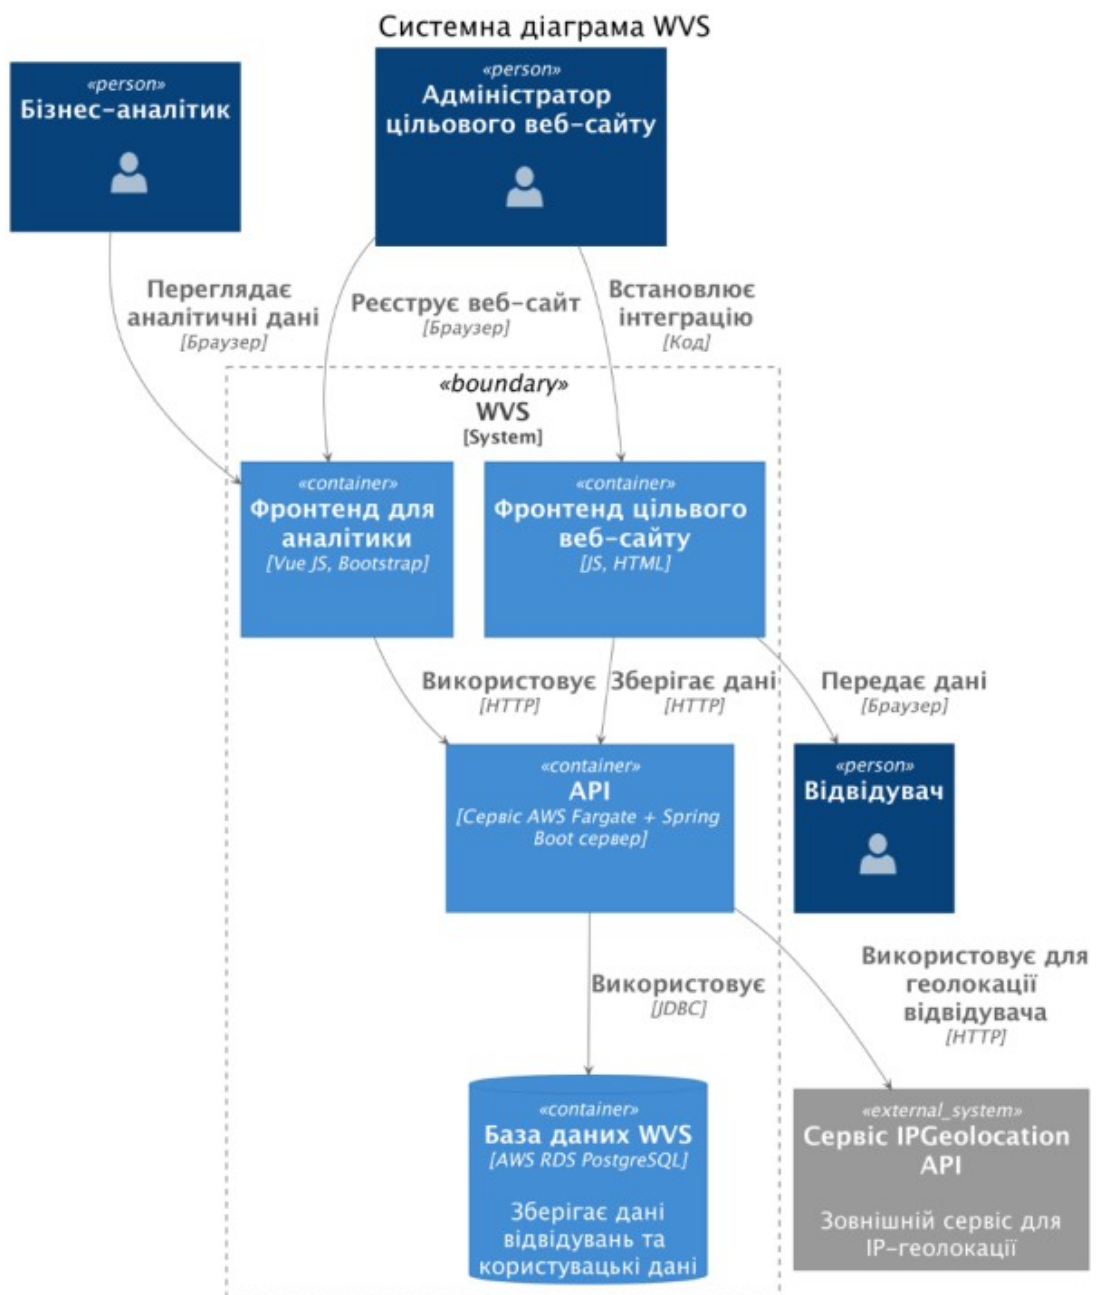 Системна діаграма WVS
«person»
Бізнес-аналітик
«person»
Адміністратор
цільового веб-сайту
Переглядає
аналітичні дані
[Браузер]
Реєструє веб-сайт
[Браузер]
Встановлює
інтеграцію
[Код]
«boundary»
WVS
[System]
«container»
Фронтенд для
аналітики
[Vue JS, Bootstrap]
«container»
Фронтенд цільвого
веб-сайту
[JS, HTML]
Використовує
[HTTP]
Зберігає дані
[HTTP]
Передає дані
[Браузер]
«container»
API
[Сервіс AWS Fargate + Spring
Boot сервер]
«person»
Відвідувач
Використовує
[JDBC]
Використовує для
геолокації
відвідувача
[HTTP]
«container»
База даних WVS
[AWS RDS PostgreSQL]
Зберігає дані
відвідувань та
користувацькі дані
«external_system»
Сервіс IPGeolocation
API
Зовнішній сервіс для
IP-геолокації